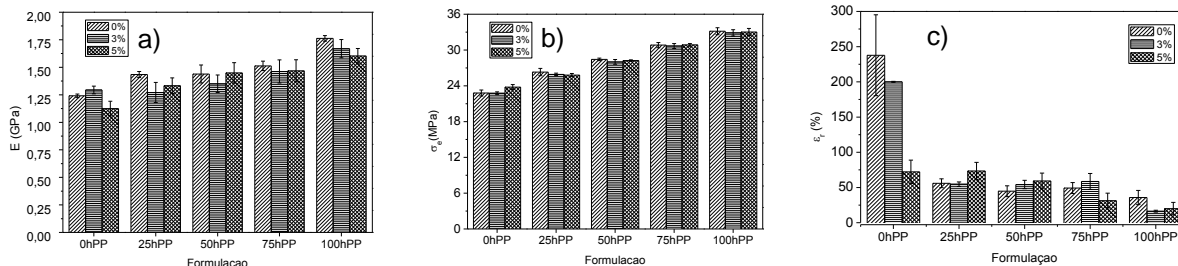 2,00
1,75
1,50
1,25
1,00
0,75
0,50
0,25
0,00
E (GPa)
a)
0%
3%
5%
0hPP 25hPP 50hPP 75hPP 100hPP
Formulacao
36
30
24
18
12
6
0
σe(MPa)
b)
0%
3%
5%
0hPP 25hPP 50hPP 75hPP 100hPP
Formulacao
300
250
200
150
100
50
0
εr (%)
c)
0%
3%
5%
0hPP 25hPP 50hPP 75hPP 100hPP
Formulaçao